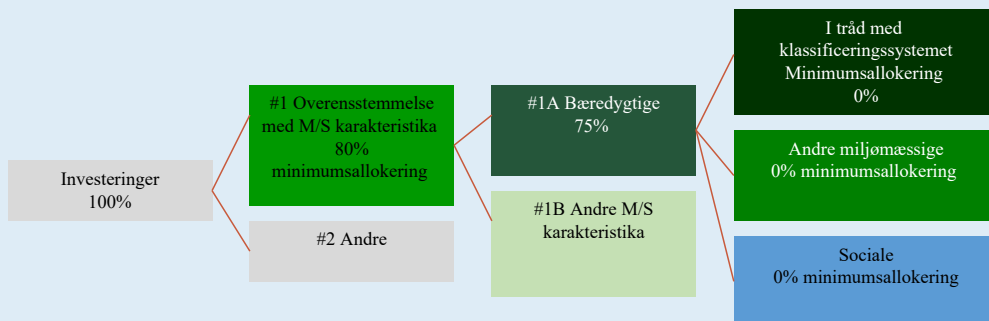 Investeringer
100%
#1 Overensstemmelse
med M/S karakteristika
80%
minimumsallokering
#2 Andre
#1A Bæredygtige
75%
#1B Andre M/S
karakteristika
I tråd med
klassificeringssystemet
Minimumsallokering
0%
Andre miljømæssige
0% minimumsallokering
Sociale
0% minimumsallokering